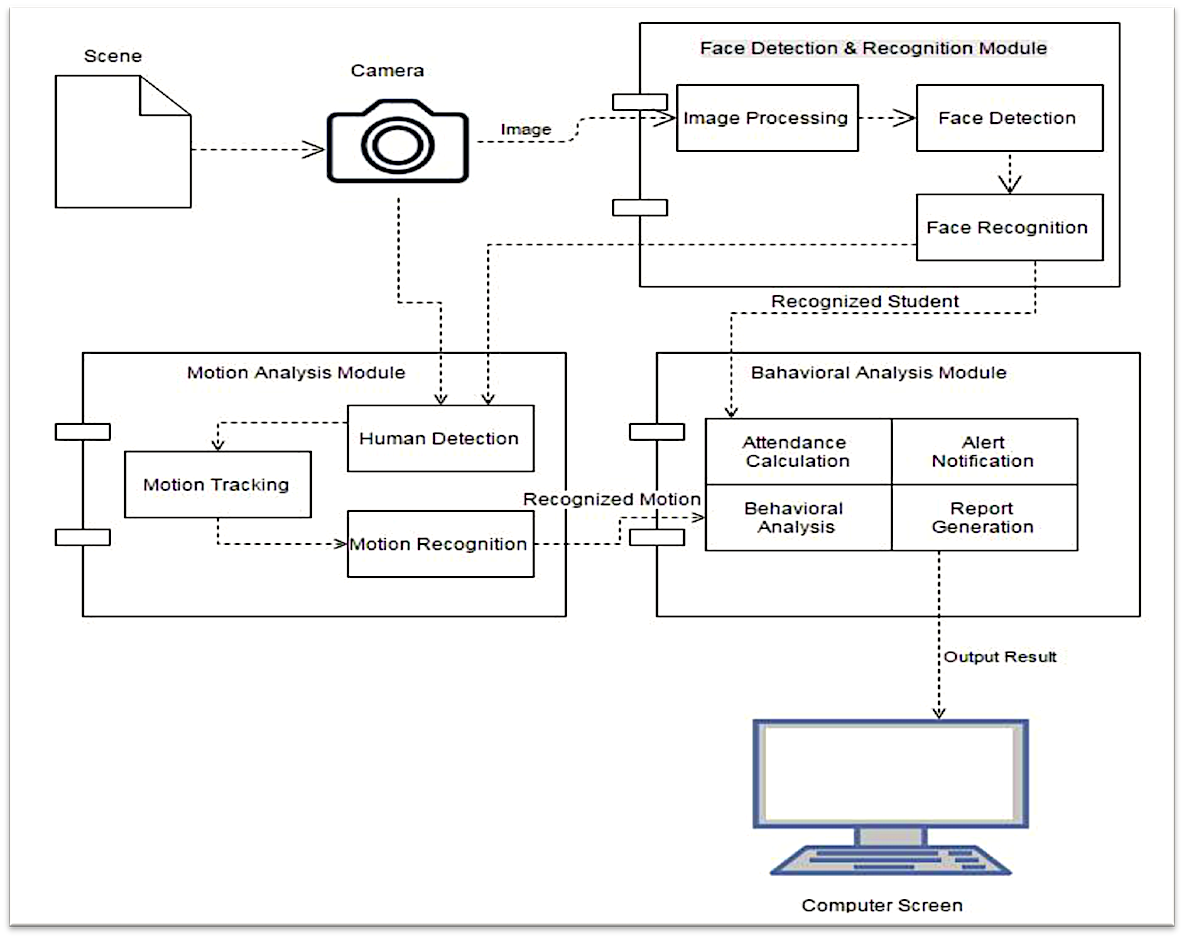 Scene
Camera
Image
Face Detection & Recognition Module
Image Processing
Face Detection
Face Recognition
Recognized Student
Motion Analysis Module
Human Detection
Motion Tracking
Motion Recognition
Recognized Motion
Bahavioral Analysis Module
Attendance
Calculation
Alert
Notification
Behavioral
Analysis
Report
Generation
Output Result
Computer Screen